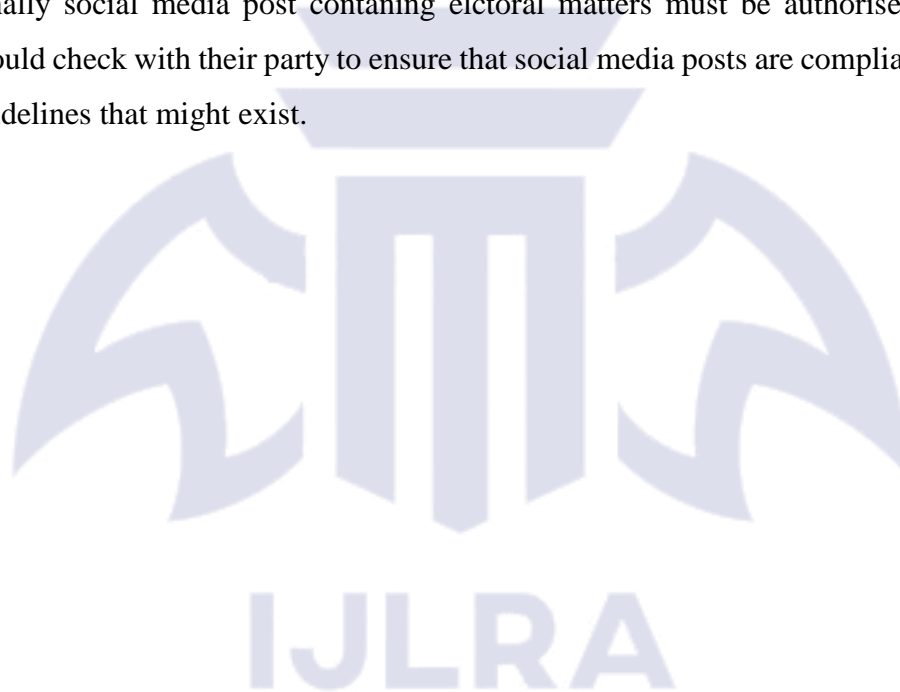 ally social media post contaning elctoral matters must be authorise
ould check with their party to ensure that social media posts are complia
idelines that might exist.
IJLRA